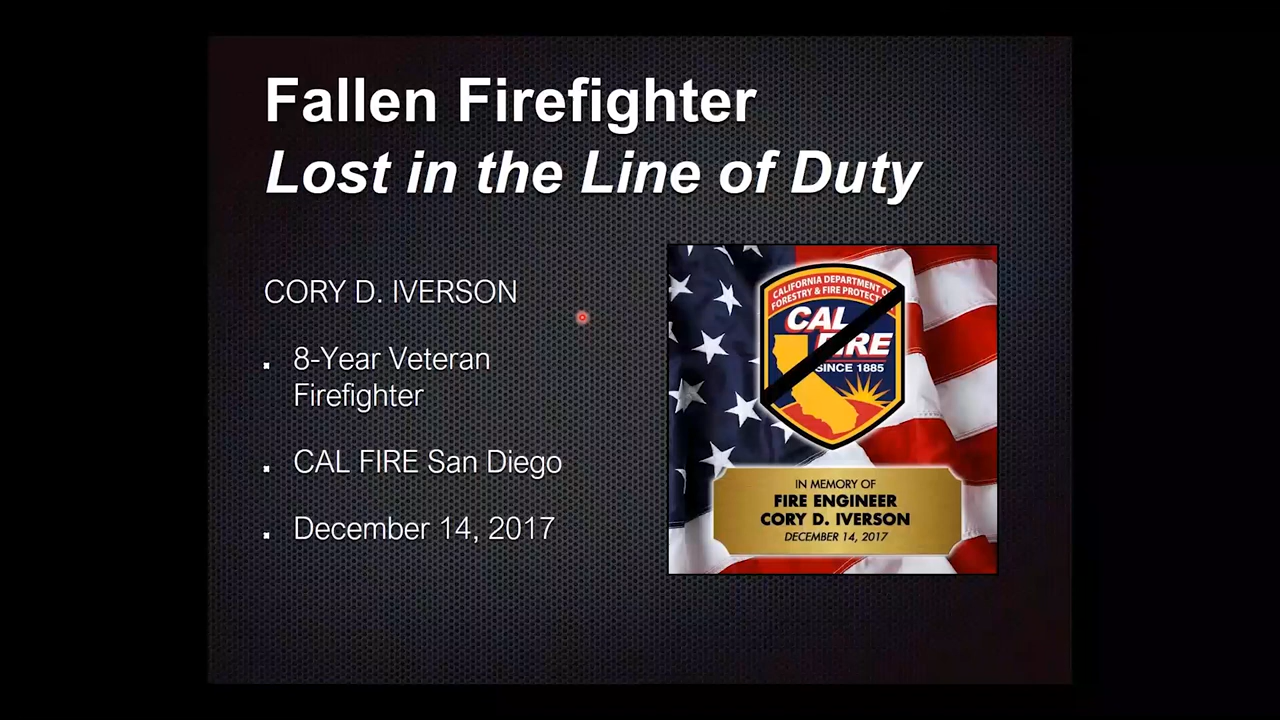 Fallen Firefighter
Lost in the Line of Duty
CORY D. IVERSON
8-Year Veteran
Firefighter
CAL FIRE San Diego
December 14, 2017
CALIFORNIA DEPARTMENT
FORESTRY & FIRE
CAL
FIRE
SINCE 1885
IN MEMORY OF
FIRE ENGINEER
CORY D. IVERSON
DECEMBER 14, 2017